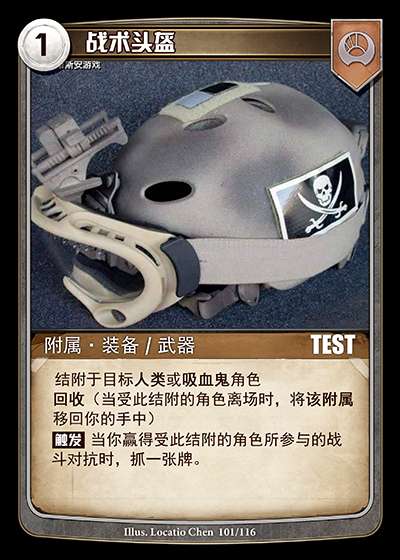 1
战术头盔
斯安游戏
附属・装备 / 武器
TEST
结附于目标人类或吸血鬼角色
回收（当受此结附的角色离场时，将该附属
移回你的手中）
触发 当你赢得受此结附的角色所参与的战
斗对抗时，抓一张牌。
Illus. Locatio Chen 101/116